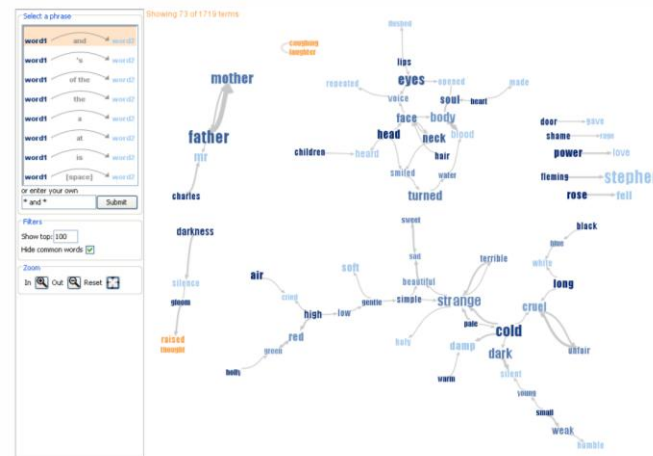 Select a phrase
word1 and word2
word1 's word2
word1 of the word2
word1 the word2
word1 a word2
word1 at word2
word1 is word2
word1 [space] word2
or enter your own
* and *
Submit
Filters
Show top: 100
Hide common words
Zoom
In Out Reset
Showing 73 of 1719 terms
coughing
laughter
mother
father
mr
charles
darkness
silence
gloom
raised
thought
lips
eyes
repeated
opened
made
voice
soul
heart
face
body
head
neck
blood
children
heard
hair
smiled
water
turned
door gave
shame
power love
fleming stephen
rose fell
sweet
sad
terrible
black
blue
white
long
air
soft
beautiful
gentle
simple
strange
cruel
high
low
pale
cold
red
green
hats
damp
dark
unfair
holly
warm
silent
young
small
weak
humble